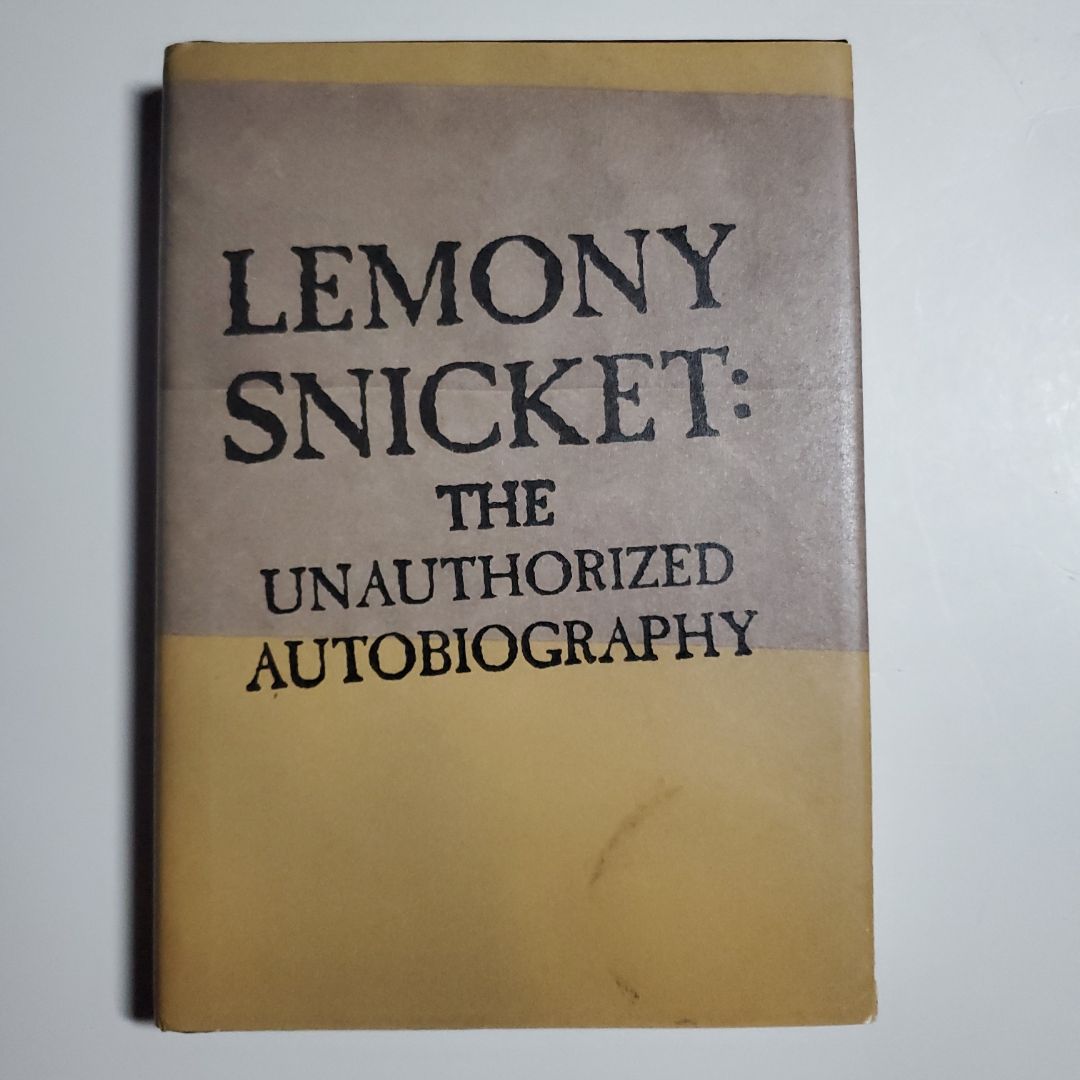 LEMONY
SNICKET:
THE
UNAUTHORIZED
AUTOBIOGRAPHY